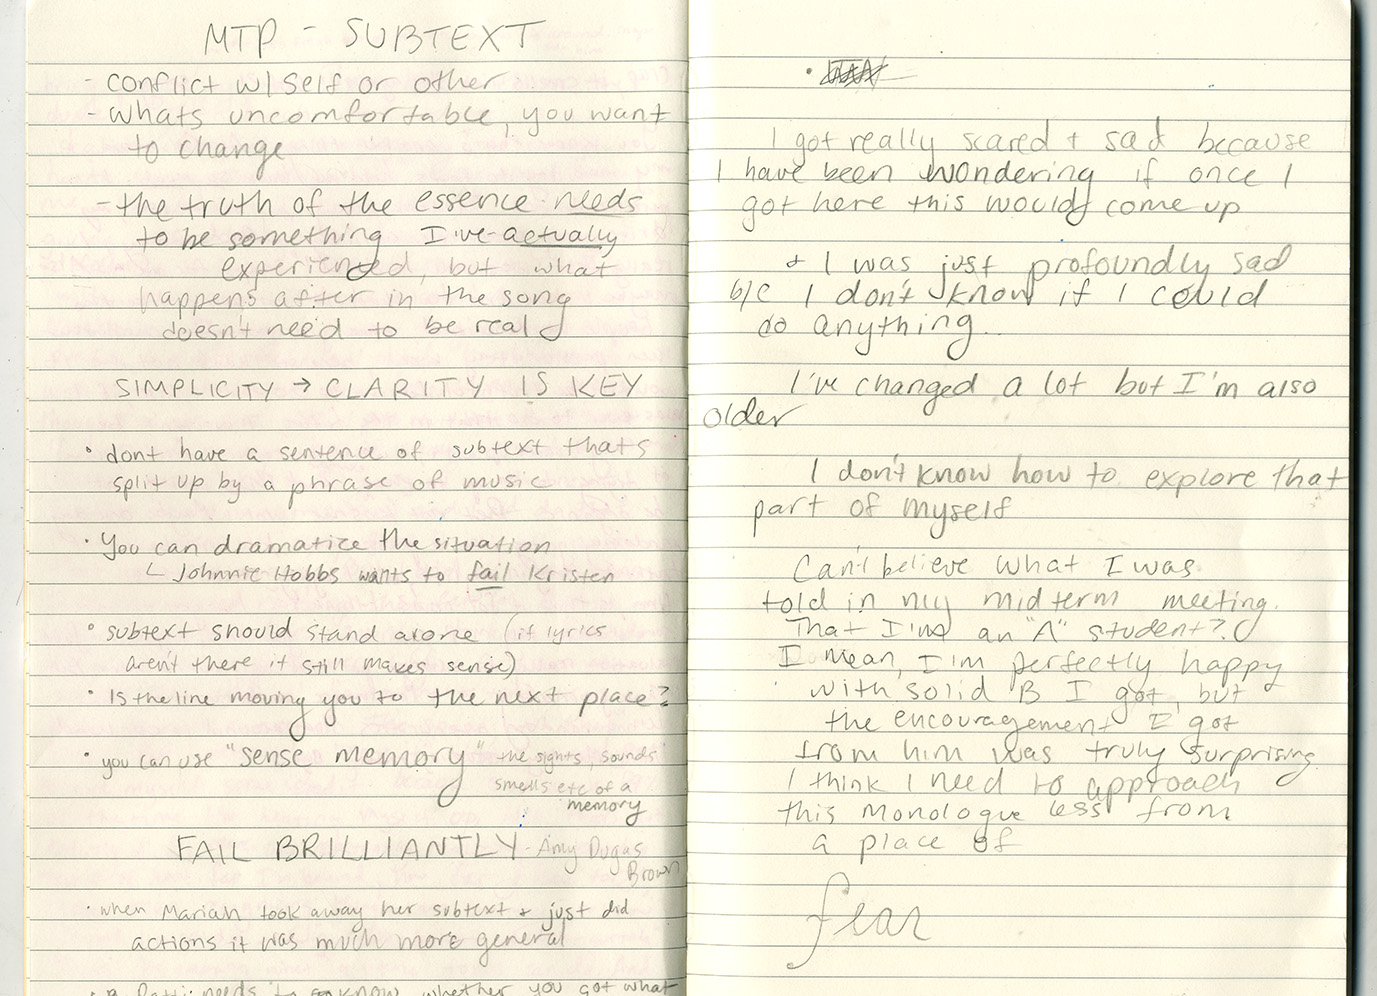 MTP - SUBTEXT
- conflict w/ self or other
- whats uncomfortable, you want
to change
- the truth of the essence needs
to be something I've actually
experienced, but what
happens after in the song
doesn't need to be real
SIMPLICITY → CLARITY IS KEY
• dont have a sentence of subtext thats
split up by a phrase of music
• You can dramatize the situation
└ Johnnie Hobbs wants to fail Kristen
• subtext should stand alone (if lyrics
aren't there it still makes sense)
• Is the line moving you to the next place?
• you can use "sense memory" the sights, sounds
smells etc of a
memory
FAIL BRILLIANTLY - Amy Dugas
Brown
• when Mariah took away her subtext + just did
actions it was much more general
needs to know whether you got what
I got really scared + sad because
I have been wondering if once I
got here this would come up
+ I was just profoundly sad
b/c I don't know if I could
do anything..
I've changed a lot but I'm also
older
I don't know how to explore that
part of myself
Can't believe what I was
told in my midterm meeting.
That I'm an "A" student?
I mean, I'm perfectly happy
with solid B I got, but
the encouragement I got
from him was truly surprising
I think I need to approach
this monologue less from
a place of
fear